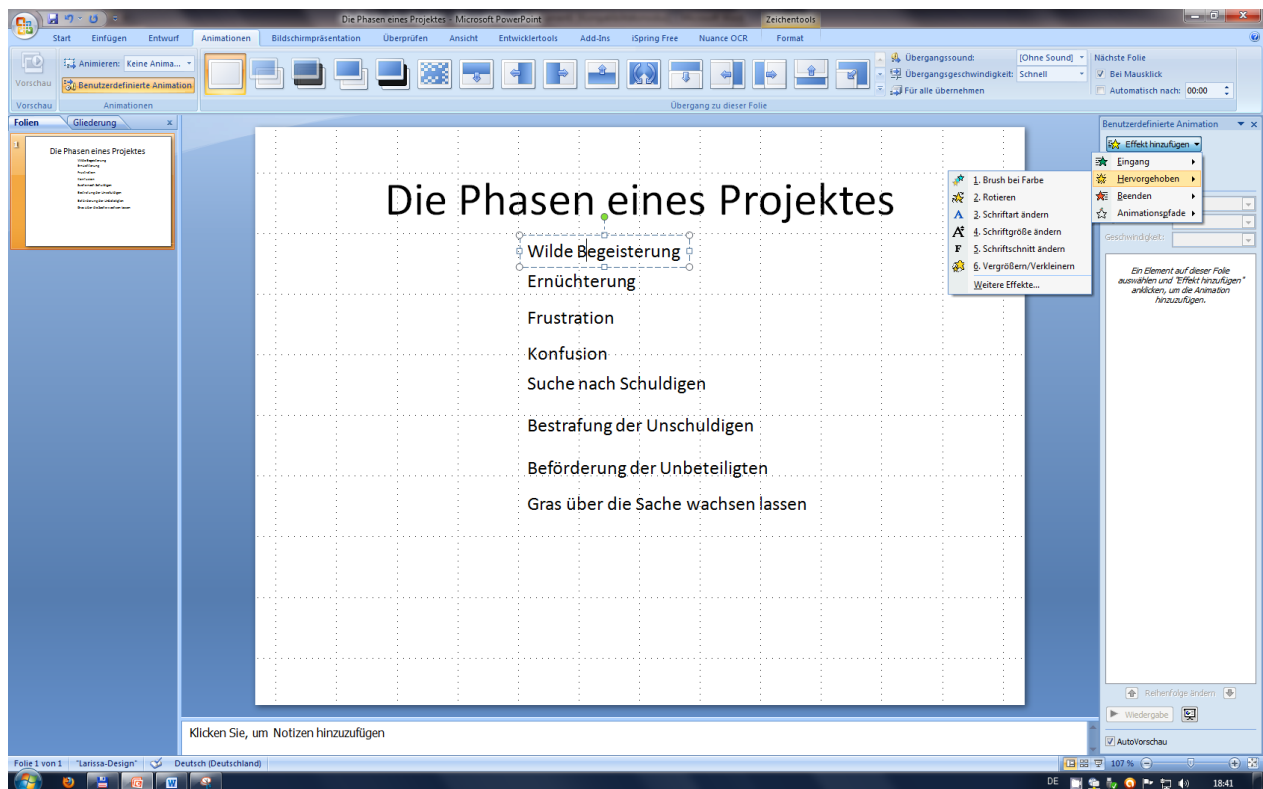 Die Phasen eines Projektes - Microsoft PowerPoint
Zeichentools
Start Einfügen Entwurf Animationen Bildschirmpräsentation Überprüfen Ansicht Entwicklertools Add-Ins iSpring Free Nuance OCR Format
Vorschau
Animieren: Keine Anima...
Benutzerdefinierte Animation
Übergangssound: [Ohne Sound]
Übergangsgeschwindigkeit: Schnell
Für alle übernehmen
Nächste Folie
Bei Mausklick
Automatisch nach: 00:00
Vorschau Animationen Übergang zu dieser Folie
Folien Gliederung x
1
Die Phasen eines Projektes
Die Phasen eines Projektes
Wilde Begeisterung
Ernüchterung
Frustration
Konfusion
Suche nach Schuldigen
Bestrafung der Unschuldigen
Beförderung der Unbeteiligten
Gras über die Sache wachsen lassen
Benutzerdefinierte Animation
Effekt hinzufügen
Eingang
Hervorgehoben
Beenden
Animationspfade
1. Brush bei Farbe
2. Rotieren
3. Schriftart ändern
4. Schriftgröße ändern
5. Schriftschnitt ändern
6. Vergrößern/Verkleinern
Weitere Effekte...
Geschwindigkeit:
Ein Element auf dieser Folie
auswählen und "Effekt hinzufügen"
anklicken, um die Animation
hinzuzufügen.
Reihenfolge ändern
Wiedergabe
AutoVorschau
Klicken Sie, um Notizen hinzuzufügen
Folie 1 von 1 "Larissa-Design" Deutsch (Deutschland)
107 %
DE 18:41